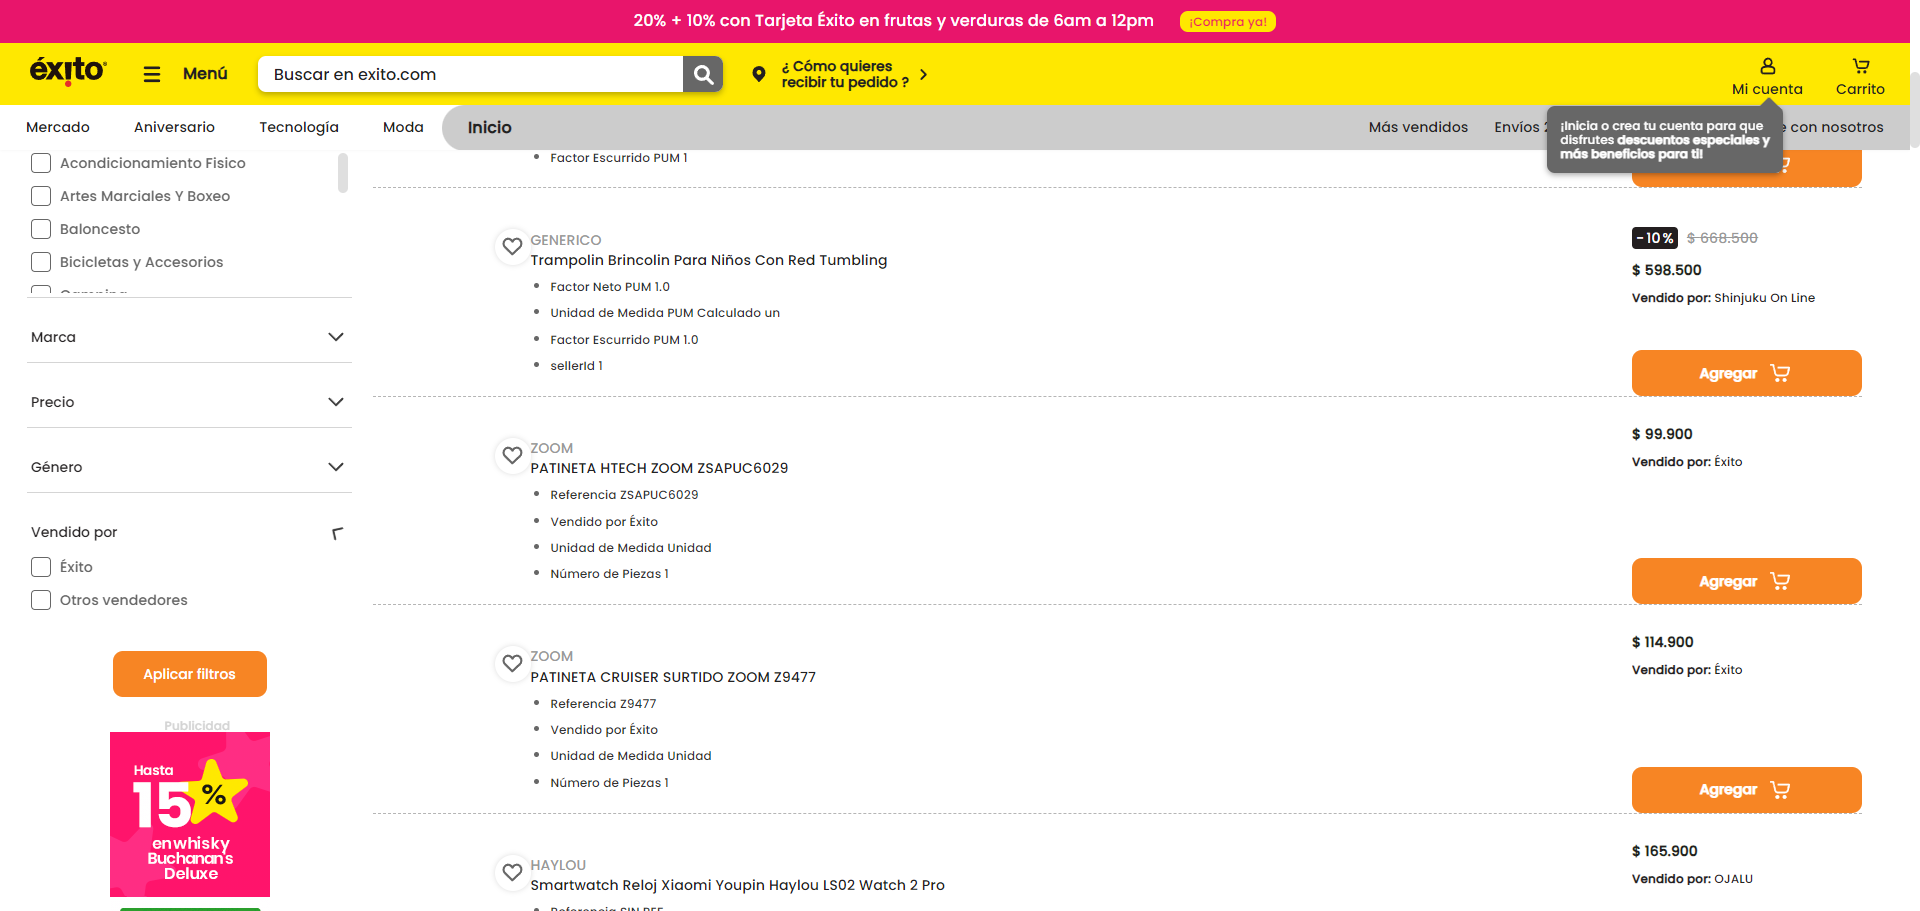 20% + 10% con Tarjeta Éxito en frutas y verduras de 6am a 12pm
¡Compra ya!
éxito
Menú
Buscar en exito.com
¿ Cómo quieres
recibir tu pedido ?
Mi cuenta
Carrito
Mercado
Aniversario
Tecnología
Moda
Inicio
Más vendidos
Envíos
e con nosotros
¡Inicia o crea tu cuenta para que
disfrutes descuentos especiales y
más beneficios para ti!
Acondicionamiento Fisico
Artes Marciales Y Boxeo
Baloncesto
Bicicletas y Accesorios
Marca
Precio
Género
Vendido por
Éxito
Otros vendedores
Aplicar filtros
Publicidad
Hasta
15%
en whisky
Buchanan's
Deluxe
Factor Escurrido PUM 1
GENERICO
Trampolin Brincolin Para Niños Con Red Tumbling
Factor Neto PUM 1.0
Unidad de Medida PUM Calculado un
Factor Escurrido PUM 1.0
sellerId 1
-10%
$ 668.500
$ 598.500
Vendido por: Shinjuku On Line
Agregar
ZOOM
PATINETA HTECH ZOOM ZSAPUC6029
Referencia ZSAPUC6029
Vendido por Éxito
Unidad de Medida Unidad
Número de Piezas 1
$ 99.900
Vendido por: Éxito
Agregar
ZOOM
PATINETA CRUISER SURTIDO ZOOM Z9477
Referencia Z9477
Vendido por Éxito
Unidad de Medida Unidad
Número de Piezas 1
$ 114.900
Vendido por: Éxito
Agregar
HAYLOU
Smartwatch Reloj Xiaomi Youpin Haylou LS02 Watch 2 Pro
$ 165.900
Vendido por: OJALU